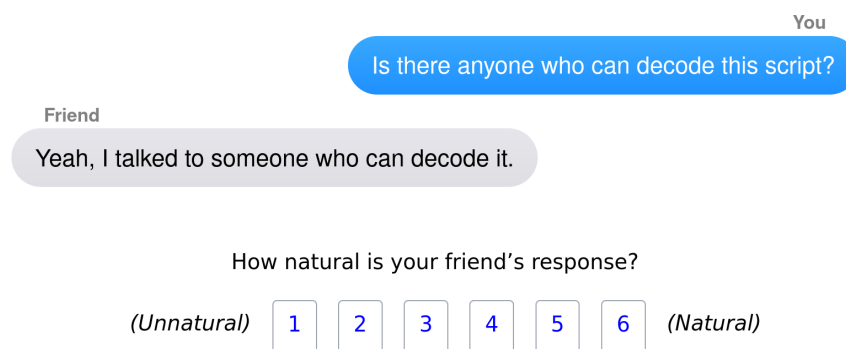 You
Is there anyone who can decode this script?
Friend
Yeah, I talked to someone who can decode it.
How natural is your friend’s response?
(Unnatural) 1 2 3 4 5 6 (Natural)